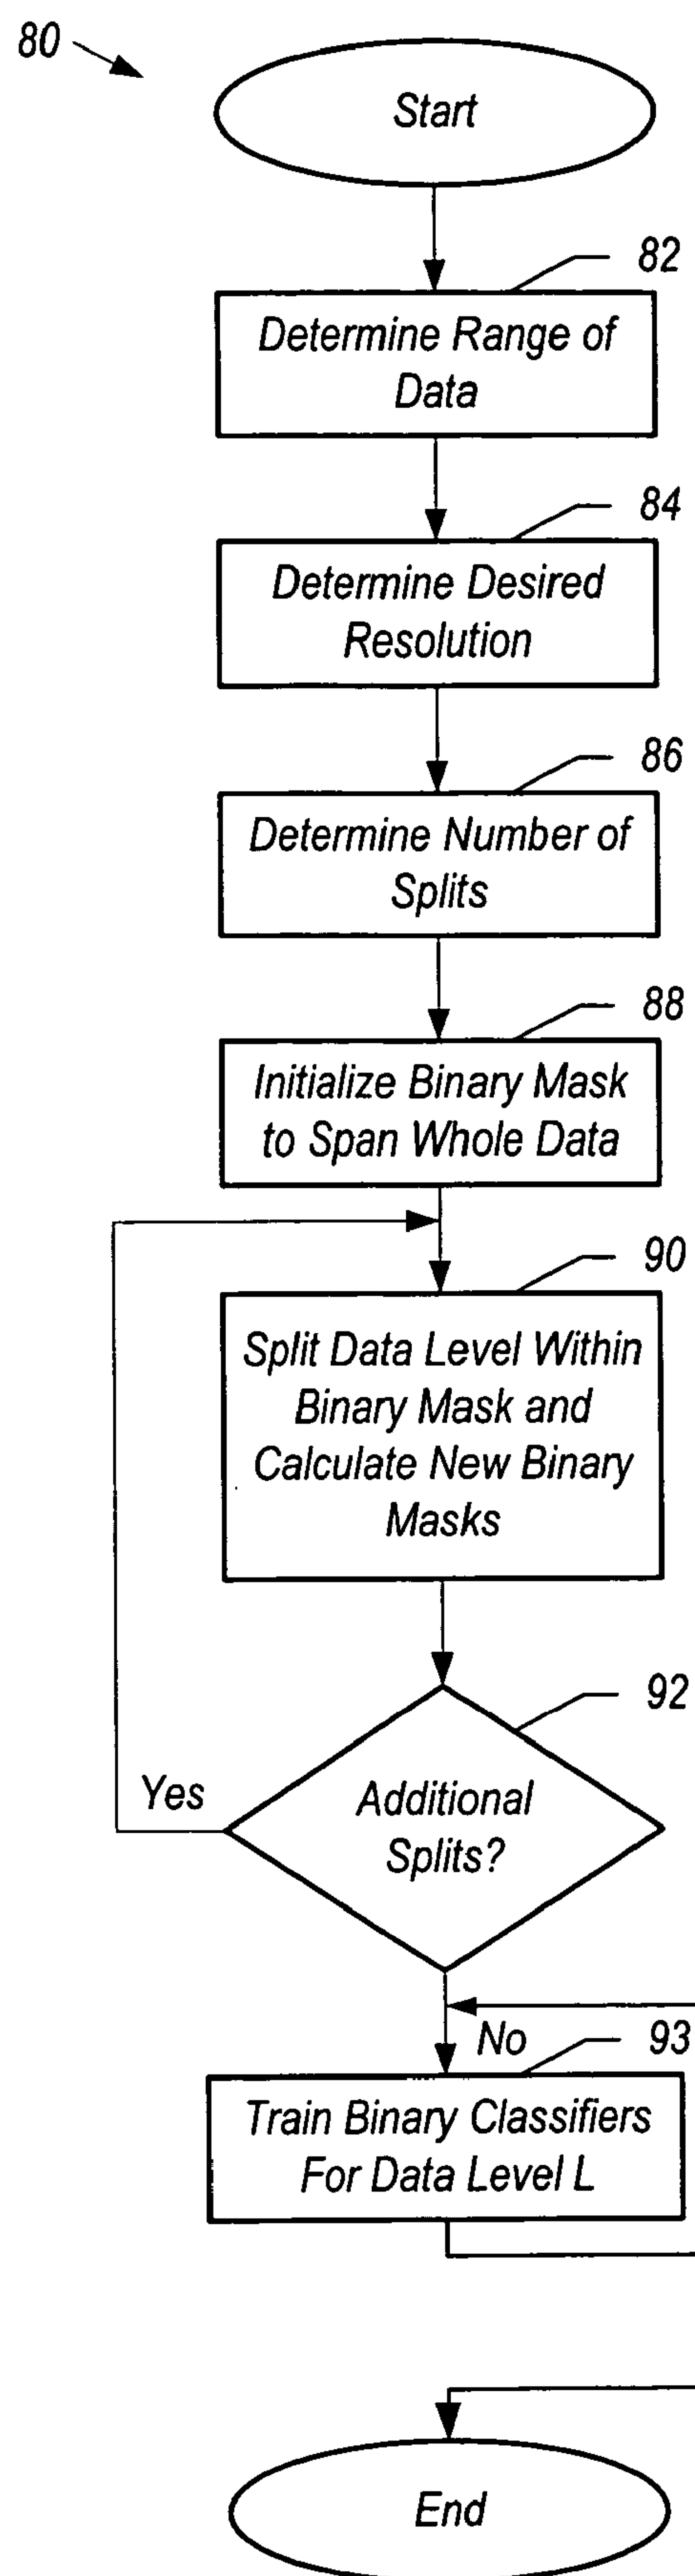 80
Start
82
Determine Range of
Data
84
Determine Desired
Resolution
86
Determine Number of
Splits
88
Initialize Binary Mask
to Span Whole Data
90
Split Data Level Within
Binary Mask and
Calculate New Binary
Masks
92
Additional
Splits?
Yes
No
93
Train Binary Classifiers
For Data Level L
End